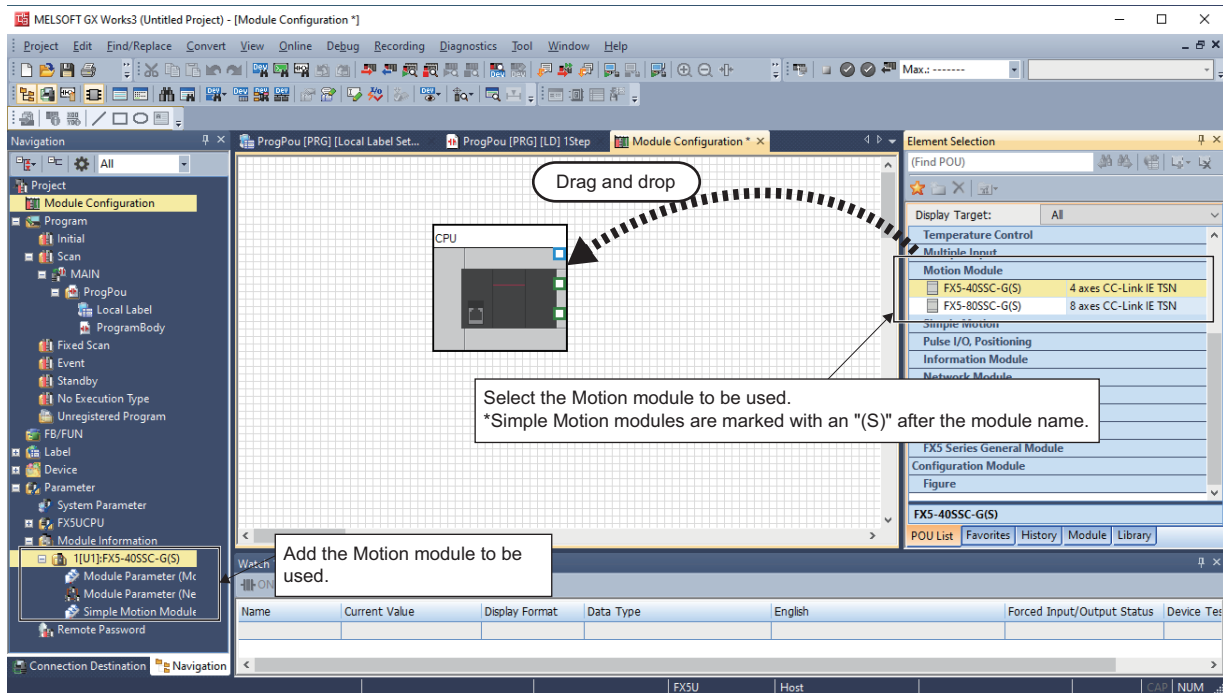 MELSOFT GX Works3 (Untitled Project) - [Module Configuration *]
Project Edit Find/Replace Convert View Online Debug Recording Diagnostics Tool Window Help
Max.: -------
Navigation
All
Project
Module Configuration
Program
Initial
Scan
MAIN
ProgPou
Local Label
ProgramBody
Fixed Scan
Event
Standby
No Execution Type
Unregistered Program
FB/FUN
Label
Device
Parameter
System Parameter
FX5UCPU
Module Information
1[U1]:FX5-40SSC-G(S)
Module Parameter (Mc
Module Parameter (Ne
Simple Motion Module
Remote Password
Connection Destination Navigation
ProgPou [PRG] [Local Label Set... ProgPou [PRG] [LD] 1Step Module Configuration *
Drag and drop
CPU
Select the Motion module to be used.
*Simple Motion modules are marked with an "(S)" after the module name.
Add the Motion module to be
used.
Element Selection
(Find POU)
Display Target: All
Temperature Control
Multiple Input
Motion Module
FX5-40SSC-G(S) 4 axes CC-Link IE TSN
FX5-80SSC-G(S) 8 axes CC-Link IE TSN
Simple Motion
Pulse I/O, Positioning
Information Module
Network Module
FX5 Series General Module
Configuration Module
Figure
FX5-40SSC-G(S)
POU List Favorites History Module Library
Watch
ON
Name Current Value Display Format Data Type English Forced Input/Output Status Device Tes
FX5U Host CAP NUM